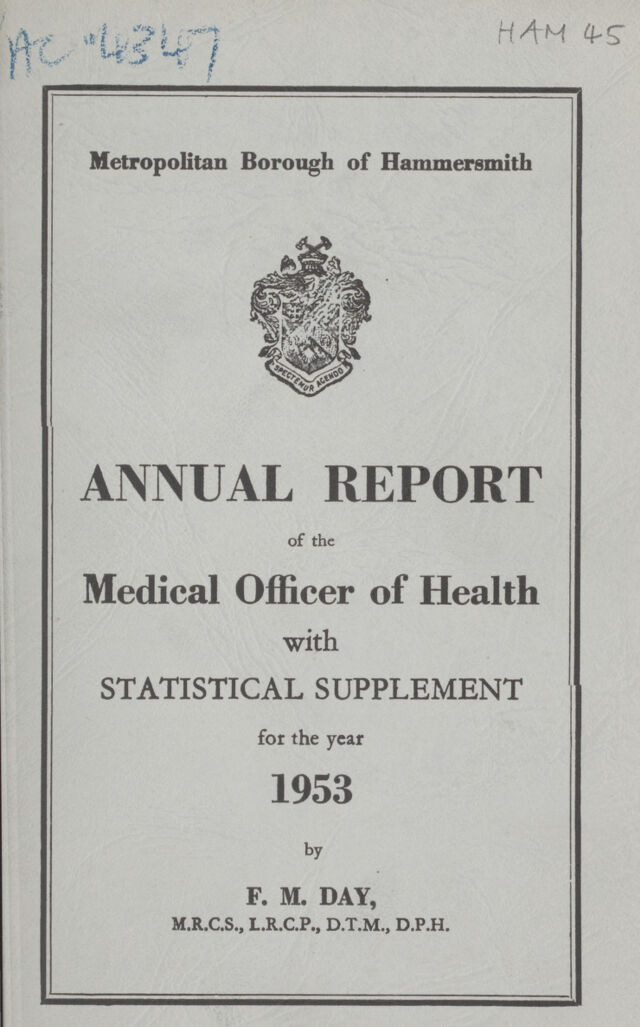 AC 4347
HAM 45
Metropolitan Borough of Hammersmith
SPECTEMUR AGENDO
ANNUAL REPORT
of the
Medical Officer of Health
with
STATISTICAL SUPPLEMENT
for the year
1953
by
F. M. DAY,
M.R.C.S., L.R.C.P., D.T.M., D.P.H.